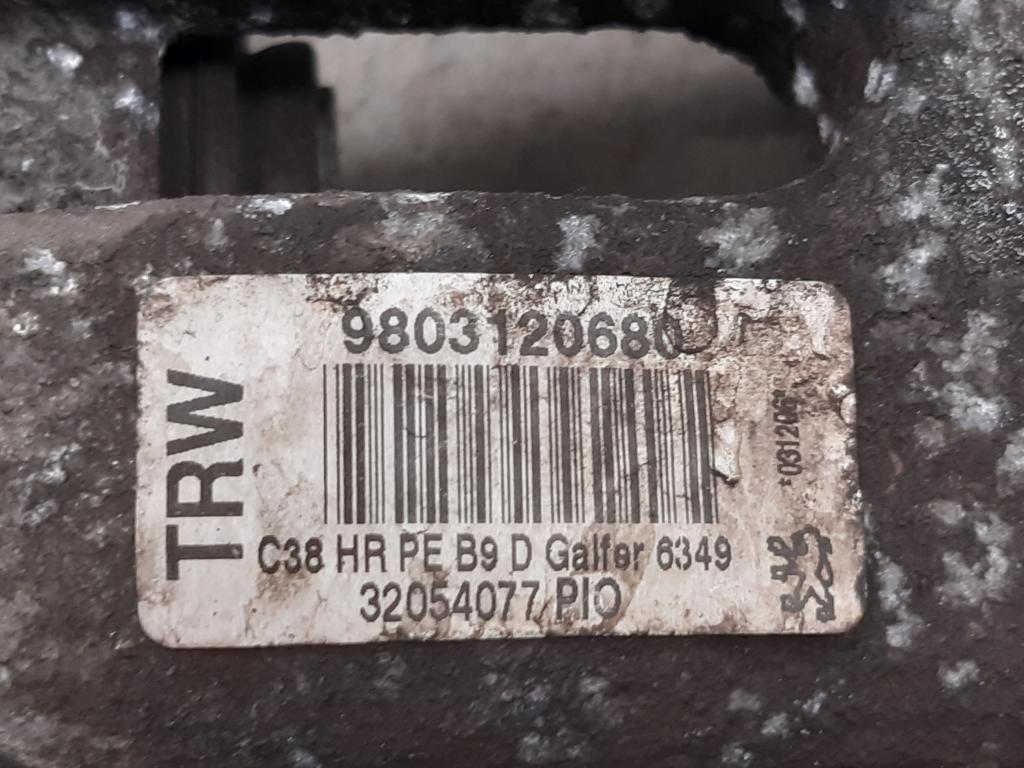 TRW
9803120680
C38 HR PE B9 D Galfer 6349
32054077 PIO